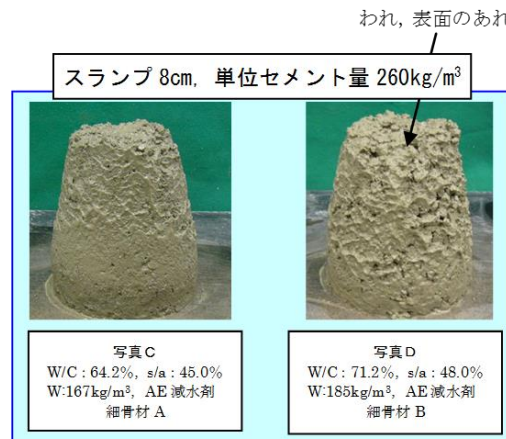 われ, 表面のあれ
スランプ 8cm, 単位セメント量 260kg/m³
写真C
W/C : 64.2%, s/a : 45.0%
W:167kg/m³, AE 減水剤
細骨材 A
写真D
W/C : 71.2%, s/a : 48.0%
W:185kg/m³, AE 減水剤
細骨材 B